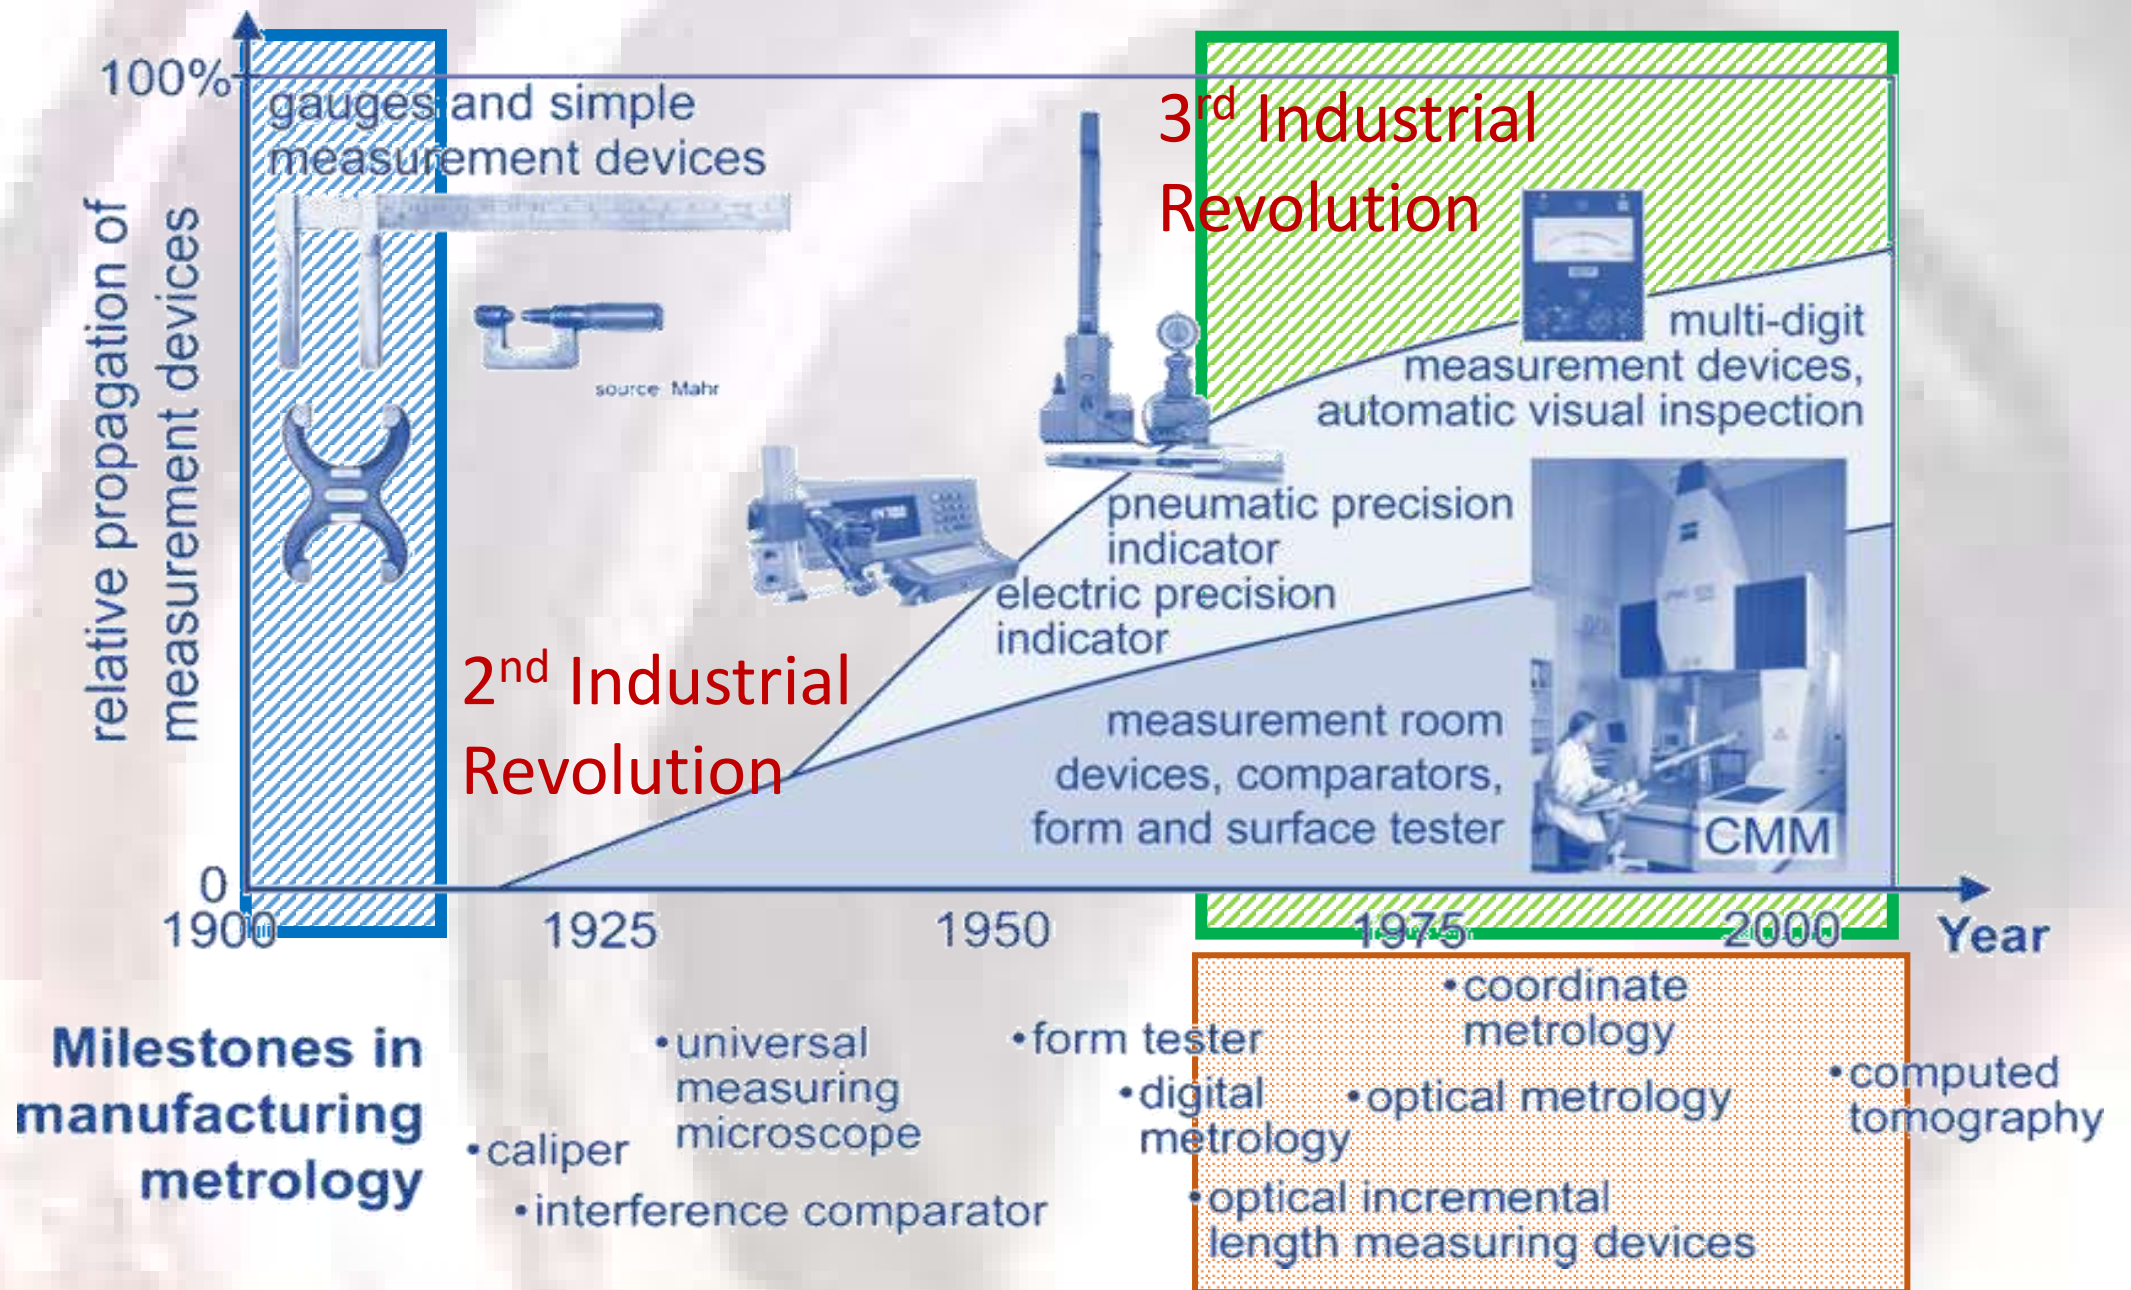 100%
gauges and simple
measurement devices
3rd Industrial
Revolution
relative propagation of
measurement devices
source Mahr
multi-digit
measurement devices,
automatic visual inspection
pneumatic precision
indicator
electric precision
indicator
2nd Industrial
Revolution
measurement room
devices, comparators,
form and surface tester
CMM
0
1900
1925
1950
1975
2000
Year
Milestones in
manufacturing
metrology
•caliper
•interference comparator
•universal
measuring
microscope
•form tester
•digital
metrology
•optical incremental
length measuring devices
•optical metrology
•coordinate
metrology
•computed
tomography